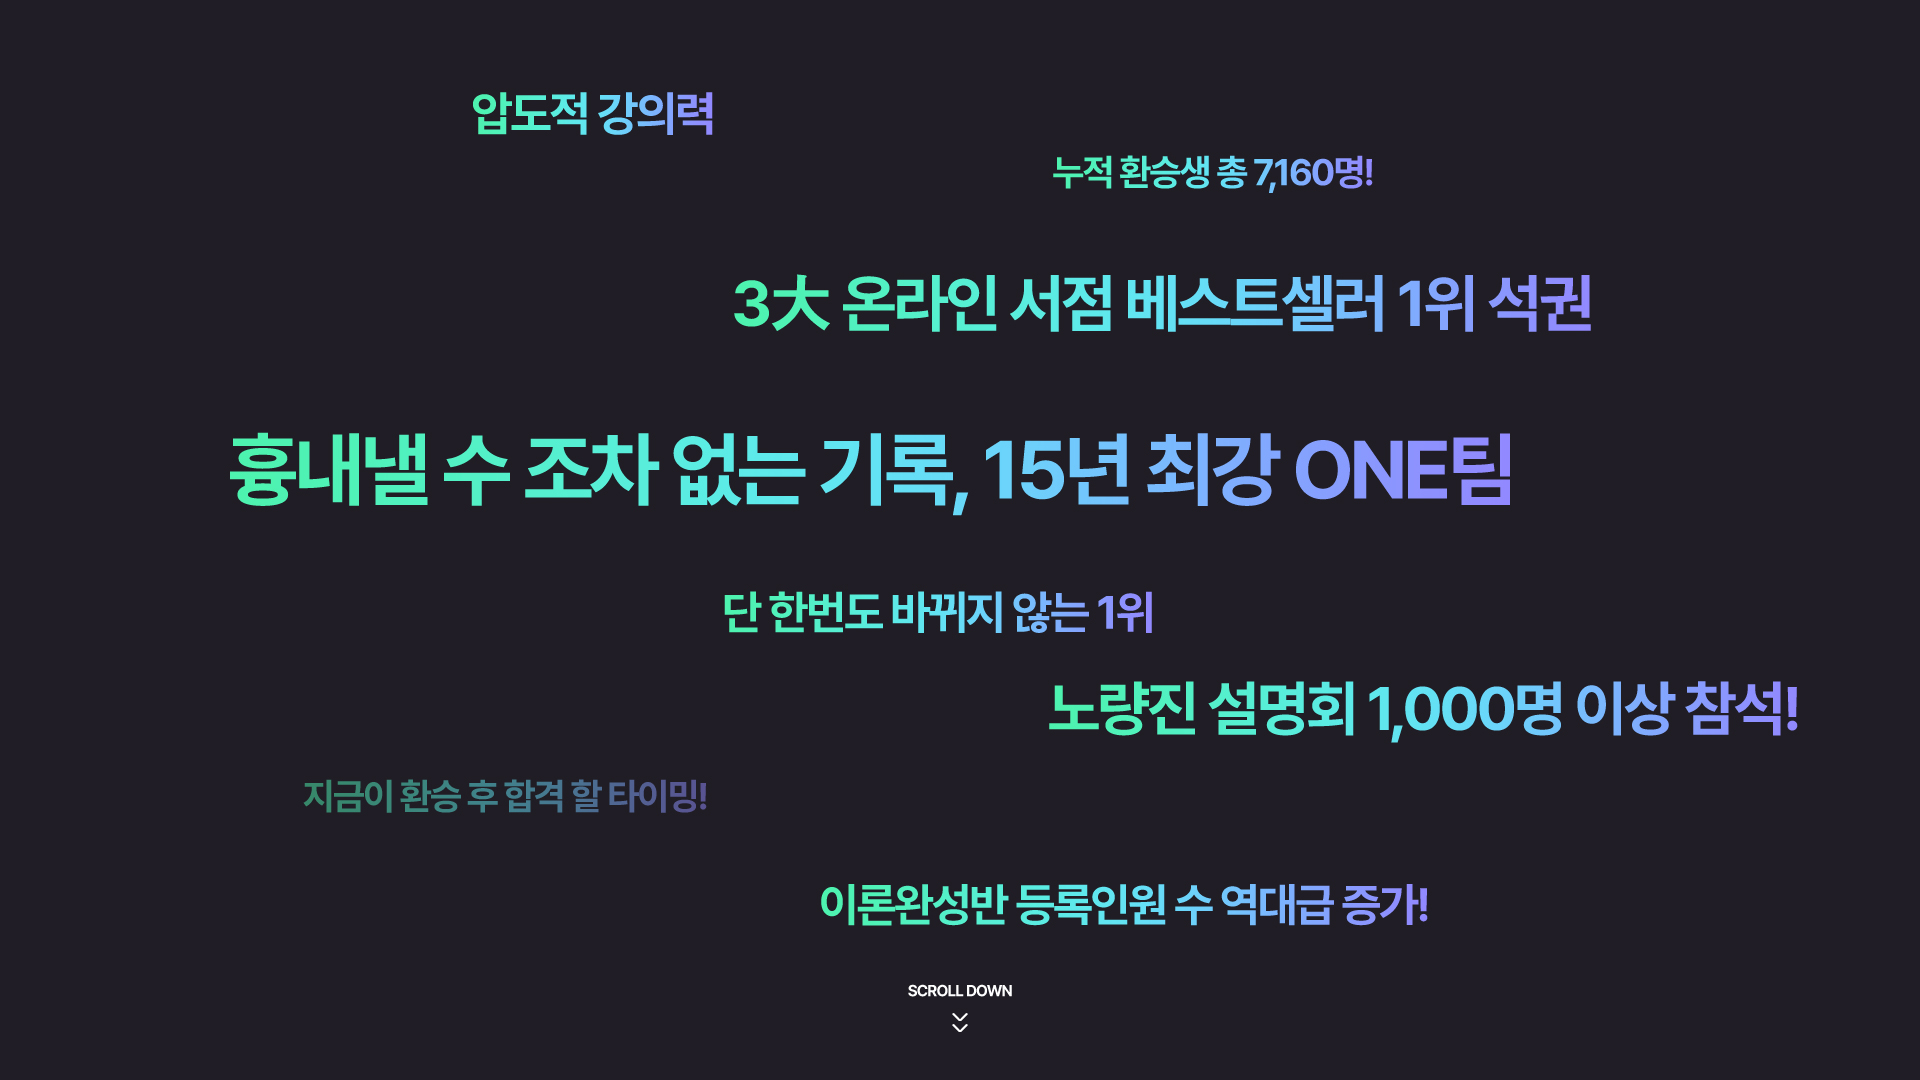 압도적 강의력
누적 환승생 총 7,160명!
3大 온라인 서점 베스트셀러 1위 석권
흉내낼 수 조차 없는 기록, 15년 최강 ONE팀
단 한번도 바뀌지 않는 1위
노량진 설명회 1,000명 이상 참석!
지금이 환승 후 합격 할 타이밍!
이론완성반 등록인원 수 역대급 증가!
SCROLL DOWN